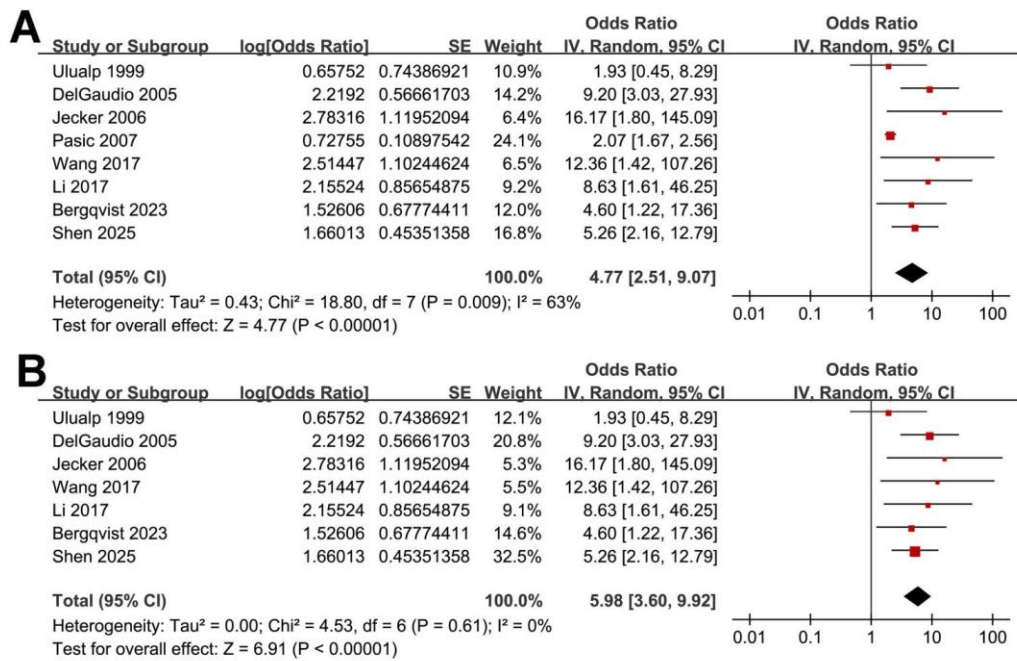 A
Odds Ratio Odds Ratio
Study or Subgroup log[Odds Ratio] SE Weight IV, Random, 95% CI IV, Random, 95% CI
Ulualp 1999 0.65752 0.74386921 10.9% 1.93 [0.45, 8.29]
DelGaudio 2005 2.2192 0.56661703 14.2% 9.20 [3.03, 27.93]
Jecker 2006 2.78316 1.11952094 6.4% 16.17 [1.80, 145.09]
Pasic 2007 0.72755 0.10897542 24.1% 2.07 [1.67, 2.56]
Wang 2017 2.51447 1.10244624 6.5% 12.36 [1.42, 107.26]
Li 2017 2.15524 0.85654875 9.2% 8.63 [1.61, 46.25]
Bergqvist 2023 1.52606 0.67774411 12.0% 4.60 [1.22, 17.36]
Shen 2025 1.66013 0.45351358 16.8% 5.26 [2.16, 12.79]
Total (95% CI) 100.0% 4.77 [2.51, 9.07]
Heterogeneity: Tau² = 0.43; Chi² = 18.80, df = 7 (P = 0.009); I² = 63%
Test for overall effect: Z = 4.77 (P < 0.00001)
0.01 0.1 1 10 100
B
Odds Ratio Odds Ratio
Study or Subgroup log[Odds Ratio] SE Weight IV, Random, 95% CI IV, Random, 95% CI
Ulualp 1999 0.65752 0.74386921 12.1% 1.93 [0.45, 8.29]
DelGaudio 2005 2.2192 0.56661703 20.8% 9.20 [3.03, 27.93]
Jecker 2006 2.78316 1.11952094 5.3% 16.17 [1.80, 145.09]
Wang 2017 2.51447 1.10244624 5.5% 12.36 [1.42, 107.26]
Li 2017 2.15524 0.85654875 9.1% 8.63 [1.61, 46.25]
Bergqvist 2023 1.52606 0.67774411 14.6% 4.60 [1.22, 17.36]
Shen 2025 1.66013 0.45351358 32.5% 5.26 [2.16, 12.79]
Total (95% CI) 100.0% 5.98 [3.60, 9.92]
Heterogeneity: Tau² = 0.00; Chi² = 4.53, df = 6 (P = 0.61); I² = 0%
Test for overall effect: Z = 6.91 (P < 0.00001)
0.01 0.1 1 10 100